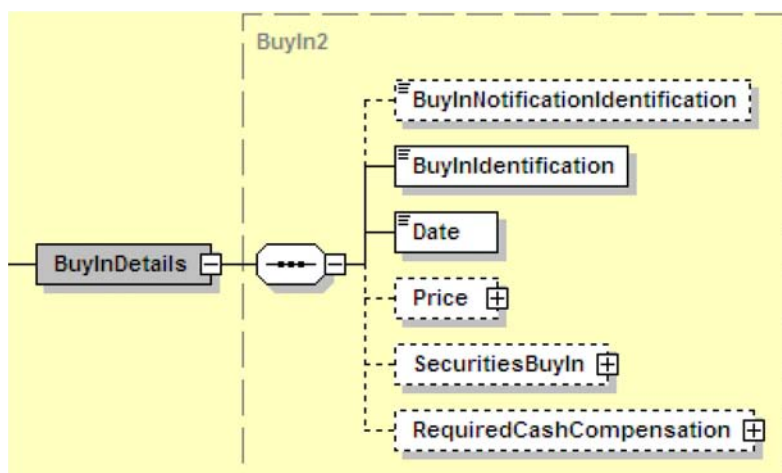 BuyIn2
BuyInNotificationIdentification
BuyInIdentification
Date
BuyInDetails
Price
SecuritiesBuyIn
RequiredCashCompensation